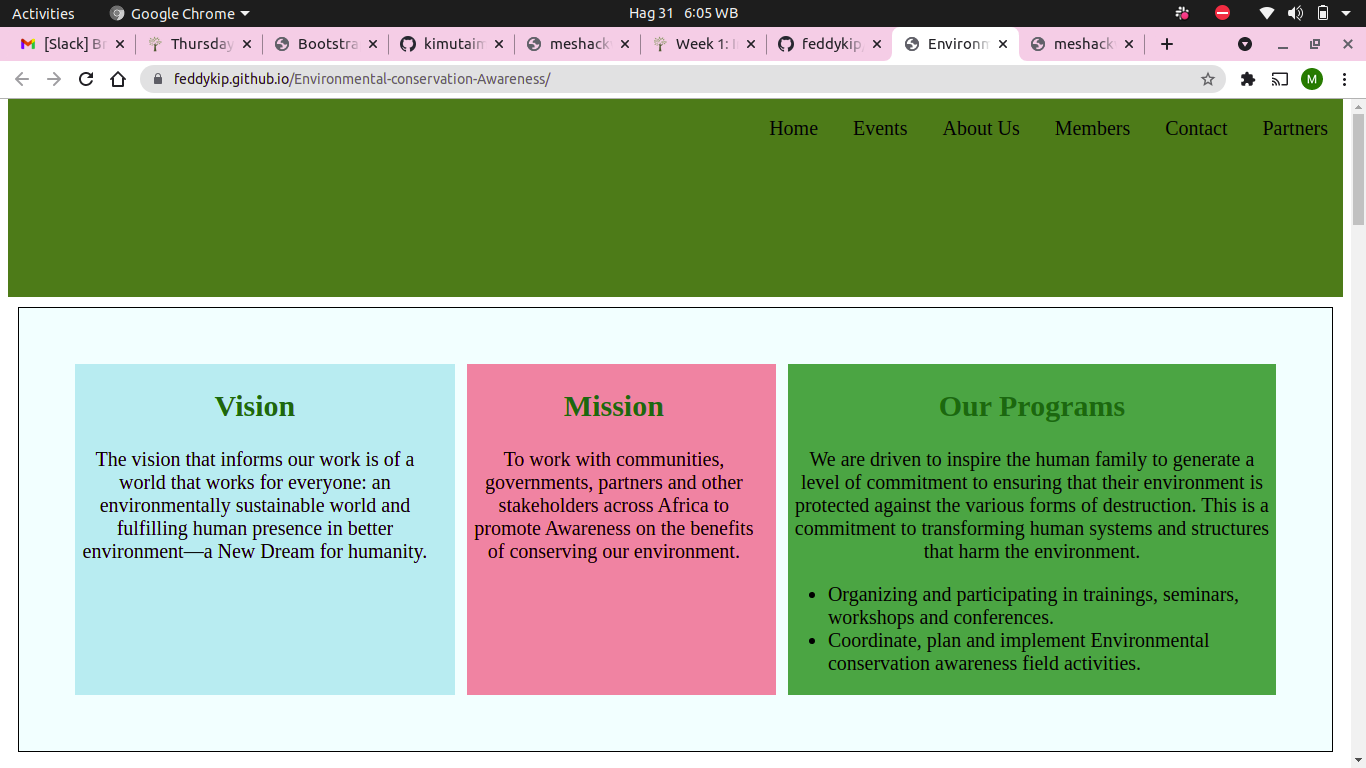 Activities Google Chrome Hag 31 6:05 WB
[Slack] Br Thursday Bootstra kimutaim meshack Week 1: I feddykip, Environm meshack
feddykip.github.io/Environmental-conservation-Awareness/ M
Home Events About Us Members Contact Partners
Vision
The vision that informs our work is of a
world that works for everyone: an
environmentally sustainable world and
fulfilling human presence in better
environment—a New Dream for humanity.
Mission
To work with communities,
governments, partners and other
stakeholders across Africa to
promote Awareness on the benefits
of conserving our environment.
Our Programs
We are driven to inspire the human family to generate a
level of commitment to ensuring that their environment is
protected against the various forms of destruction. This is a
commitment to transforming human systems and structures
that harm the environment.
• Organizing and participating in trainings, seminars,
workshops and conferences.
• Coordinate, plan and implement Environmental
conservation awareness field activities.